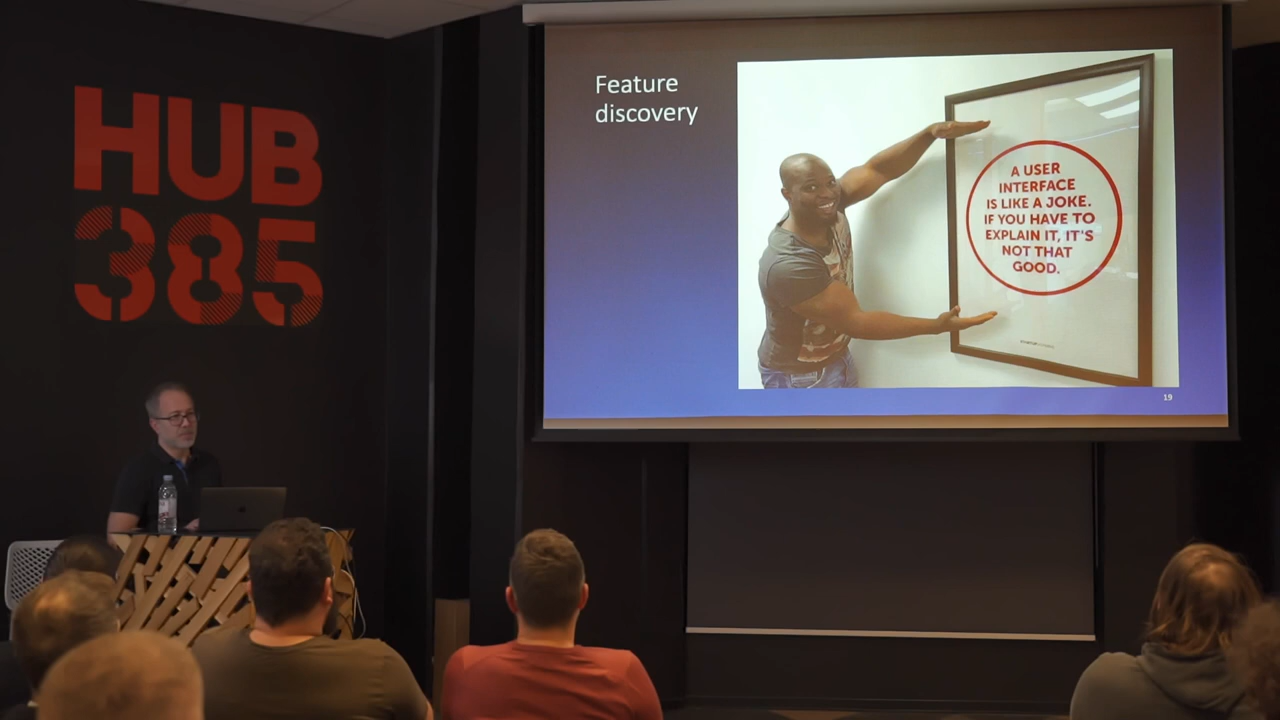 HUB
385
Feature
discovery
A USER
INTERFACE
IS LIKE A JOKE.
IF YOU HAVE TO
EXPLAIN IT, IT'S
NOT THAT
GOOD.
19